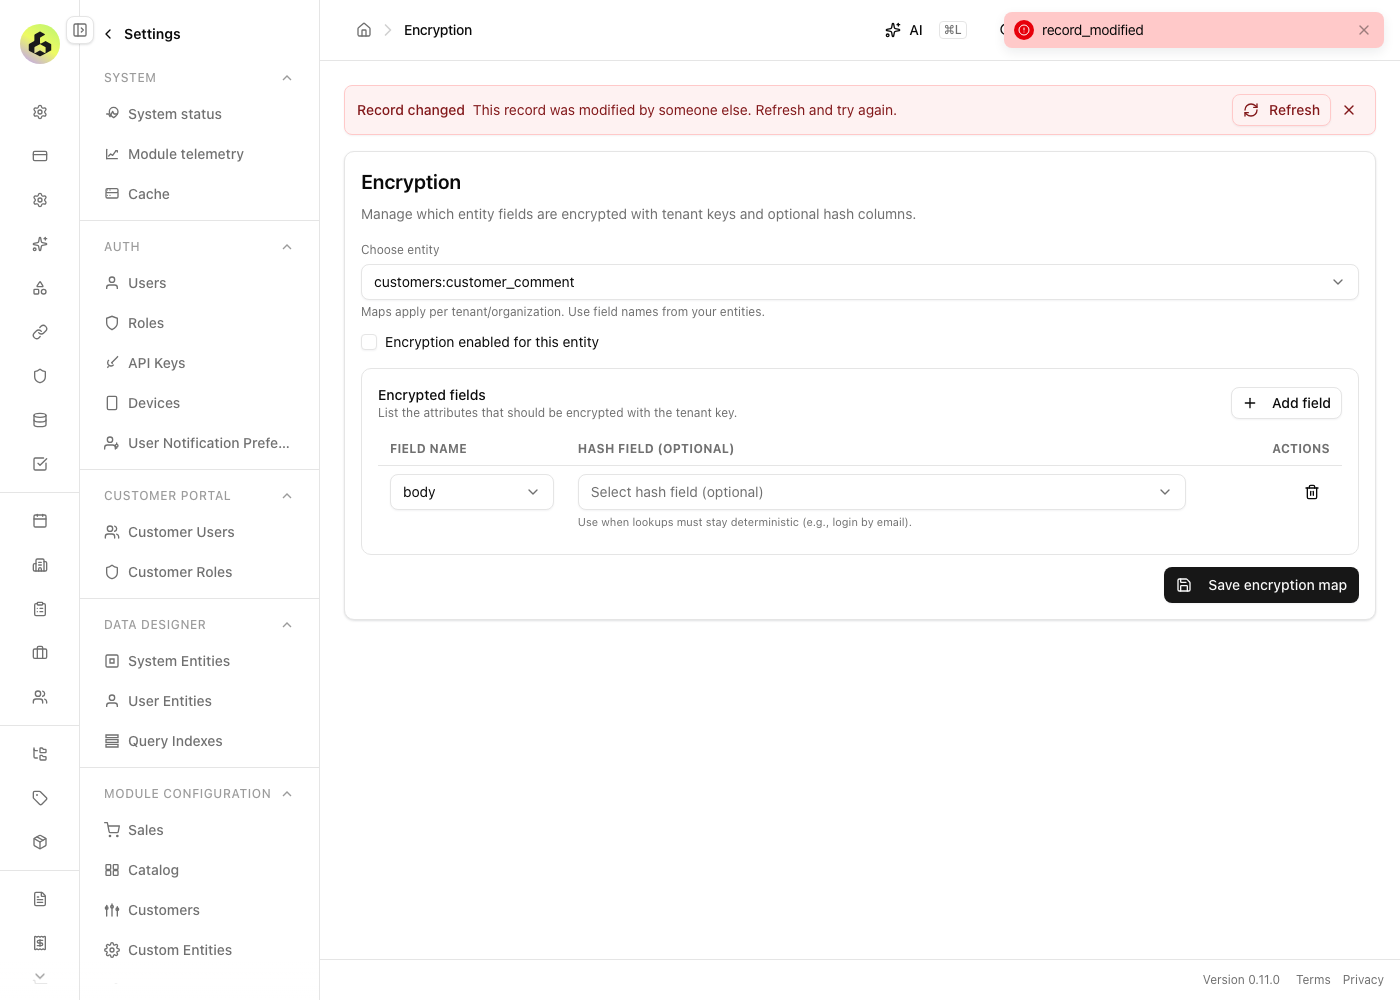 Settings
SYSTEM
System status
Module telemetry
Cache
AUTH
Users
Roles
API Keys
Devices
User Notification Prefe...
CUSTOMER PORTAL
Customer Users
Customer Roles
DATA DESIGNER
System Entities
User Entities
Query Indexes
MODULE CONFIGURATION
Sales
Catalog
Customers
Custom Entities
Encryption
AI ⌘L
record_modified
Record changed This record was modified by someone else. Refresh and try again.
Refresh
Encryption
Manage which entity fields are encrypted with tenant keys and optional hash columns.
Choose entity
customers:customer_comment
Maps apply per tenant/organization. Use field names from your entities.
Encryption enabled for this entity
Encrypted fields
List the attributes that should be encrypted with the tenant key.
Add field
FIELD NAME HASH FIELD (OPTIONAL) ACTIONS
body Select hash field (optional)
Use when lookups must stay deterministic (e.g., login by email).
Save encryption map
Version 0.11.0 Terms Privacy